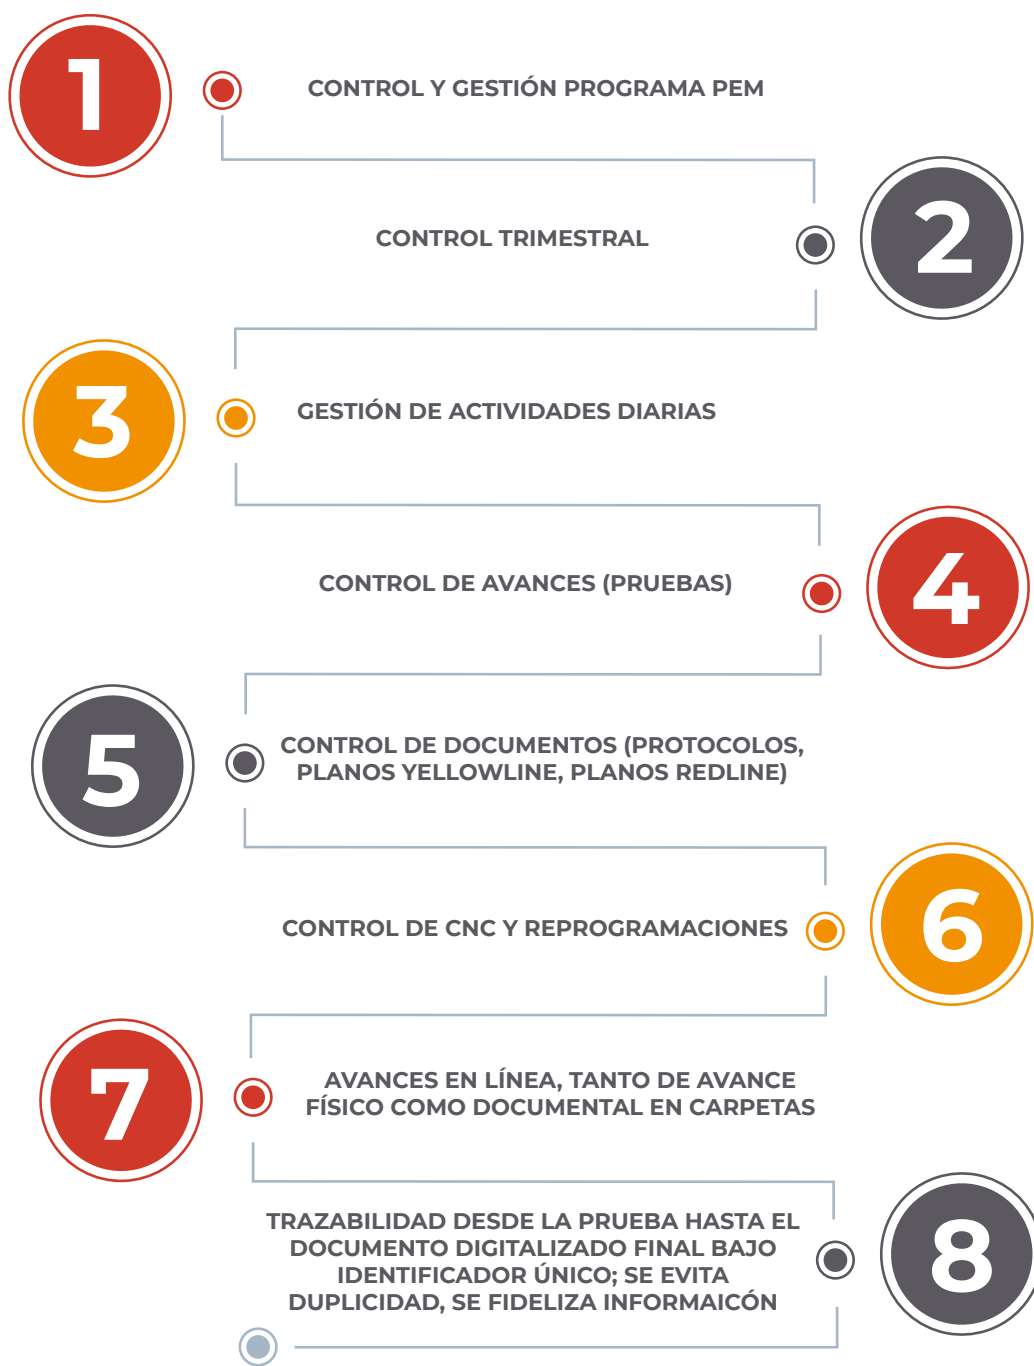 1
CONTROL Y GESTIÓN PROGRAMA PEM
2
CONTROL TRIMESTRAL
3
GESTIÓN DE ACTIVIDADES DIARIAS
4
CONTROL DE AVANCES (PRUEBAS)
5
CONTROL DE DOCUMENTOS (PROTOCOLOS,
PLANOS YELLOWLINE, PLANOS REDLINE)
6
CONTROL DE CNC Y REPROGRAMACIONES
7
AVANCES EN LÍNEA, TANTO DE AVANCE
FÍSICO COMO DOCUMENTAL EN CARPETAS
8
TRAZABILIDAD DESDE LA PRUEBA HASTA EL
DOCUMENTO DIGITALIZADO FINAL BAJO
IDENTIFICADOR ÚNICO; SE EVITA
DUPLICIDAD, SE FIDELIZA INFORMAICÓN